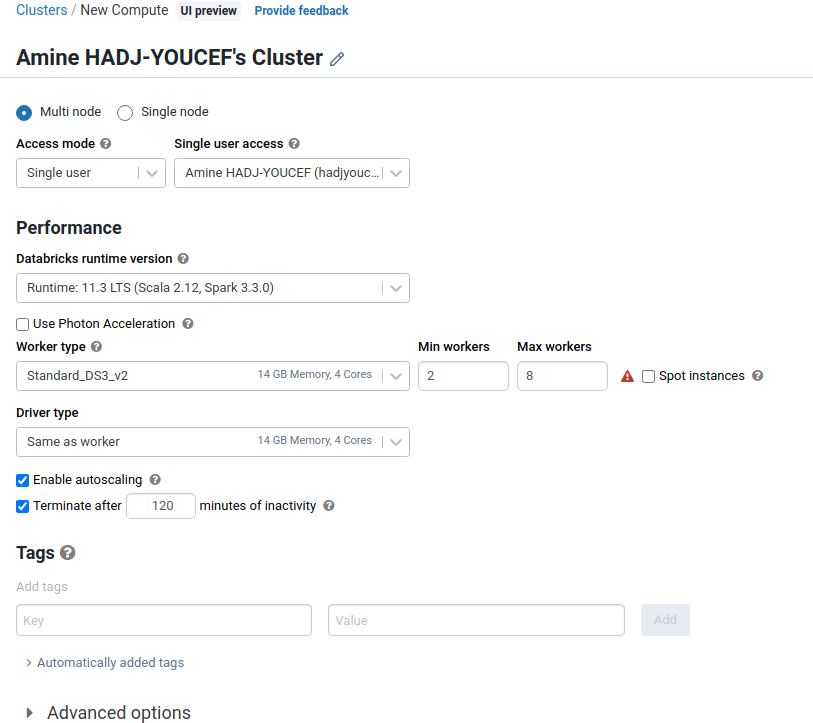 Clusters / New Compute UI preview Provide feedback
Amine HADJ-YOUCEF's Cluster
Multi node Single node
Access mode Single user access
Single user Amine HADJ-YOUCEF (hadjyouc...
Performance
Databricks runtime version
Runtime: 11.3 LTS (Scala 2.12, Spark 3.3.0)
Use Photon Acceleration
Worker type Min workers Max workers
Standard_DS3_v2 14 GB Memory, 4 Cores 2 8 Spot instances
Driver type
Same as worker 14 GB Memory, 4 Cores
Enable autoscaling
Terminate after 120 minutes of inactivity
Tags
Add tags
Key Value Add
Automatically added tags
Advanced options